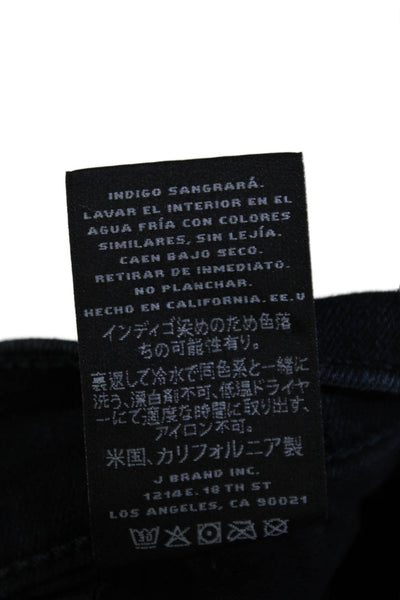 INDIGO SANGRARÁ.
LAVAR EL INTERIOR EN EL
AGUA FRÍA CON COLORES
SIMILARES, SIN LEJÍA.
CAEN BAJO SECO.
RETIRAR DE INMEDIATO.
NO PLANCHAR.
HECHO EN CALIFORNIA. EE.U
インディゴ染めのため色落
ちの可能性有り。
裏返して冷水で同色系と一緒に
洗う、漂白剤不可、低温ドライヤ
ーにて適度な時間に取り出す、
アイロン不可。
米国、カリフォルニア製
J BRAND INC.
1214 E. 18 TH ST
LOS ANGELES, CA 90021